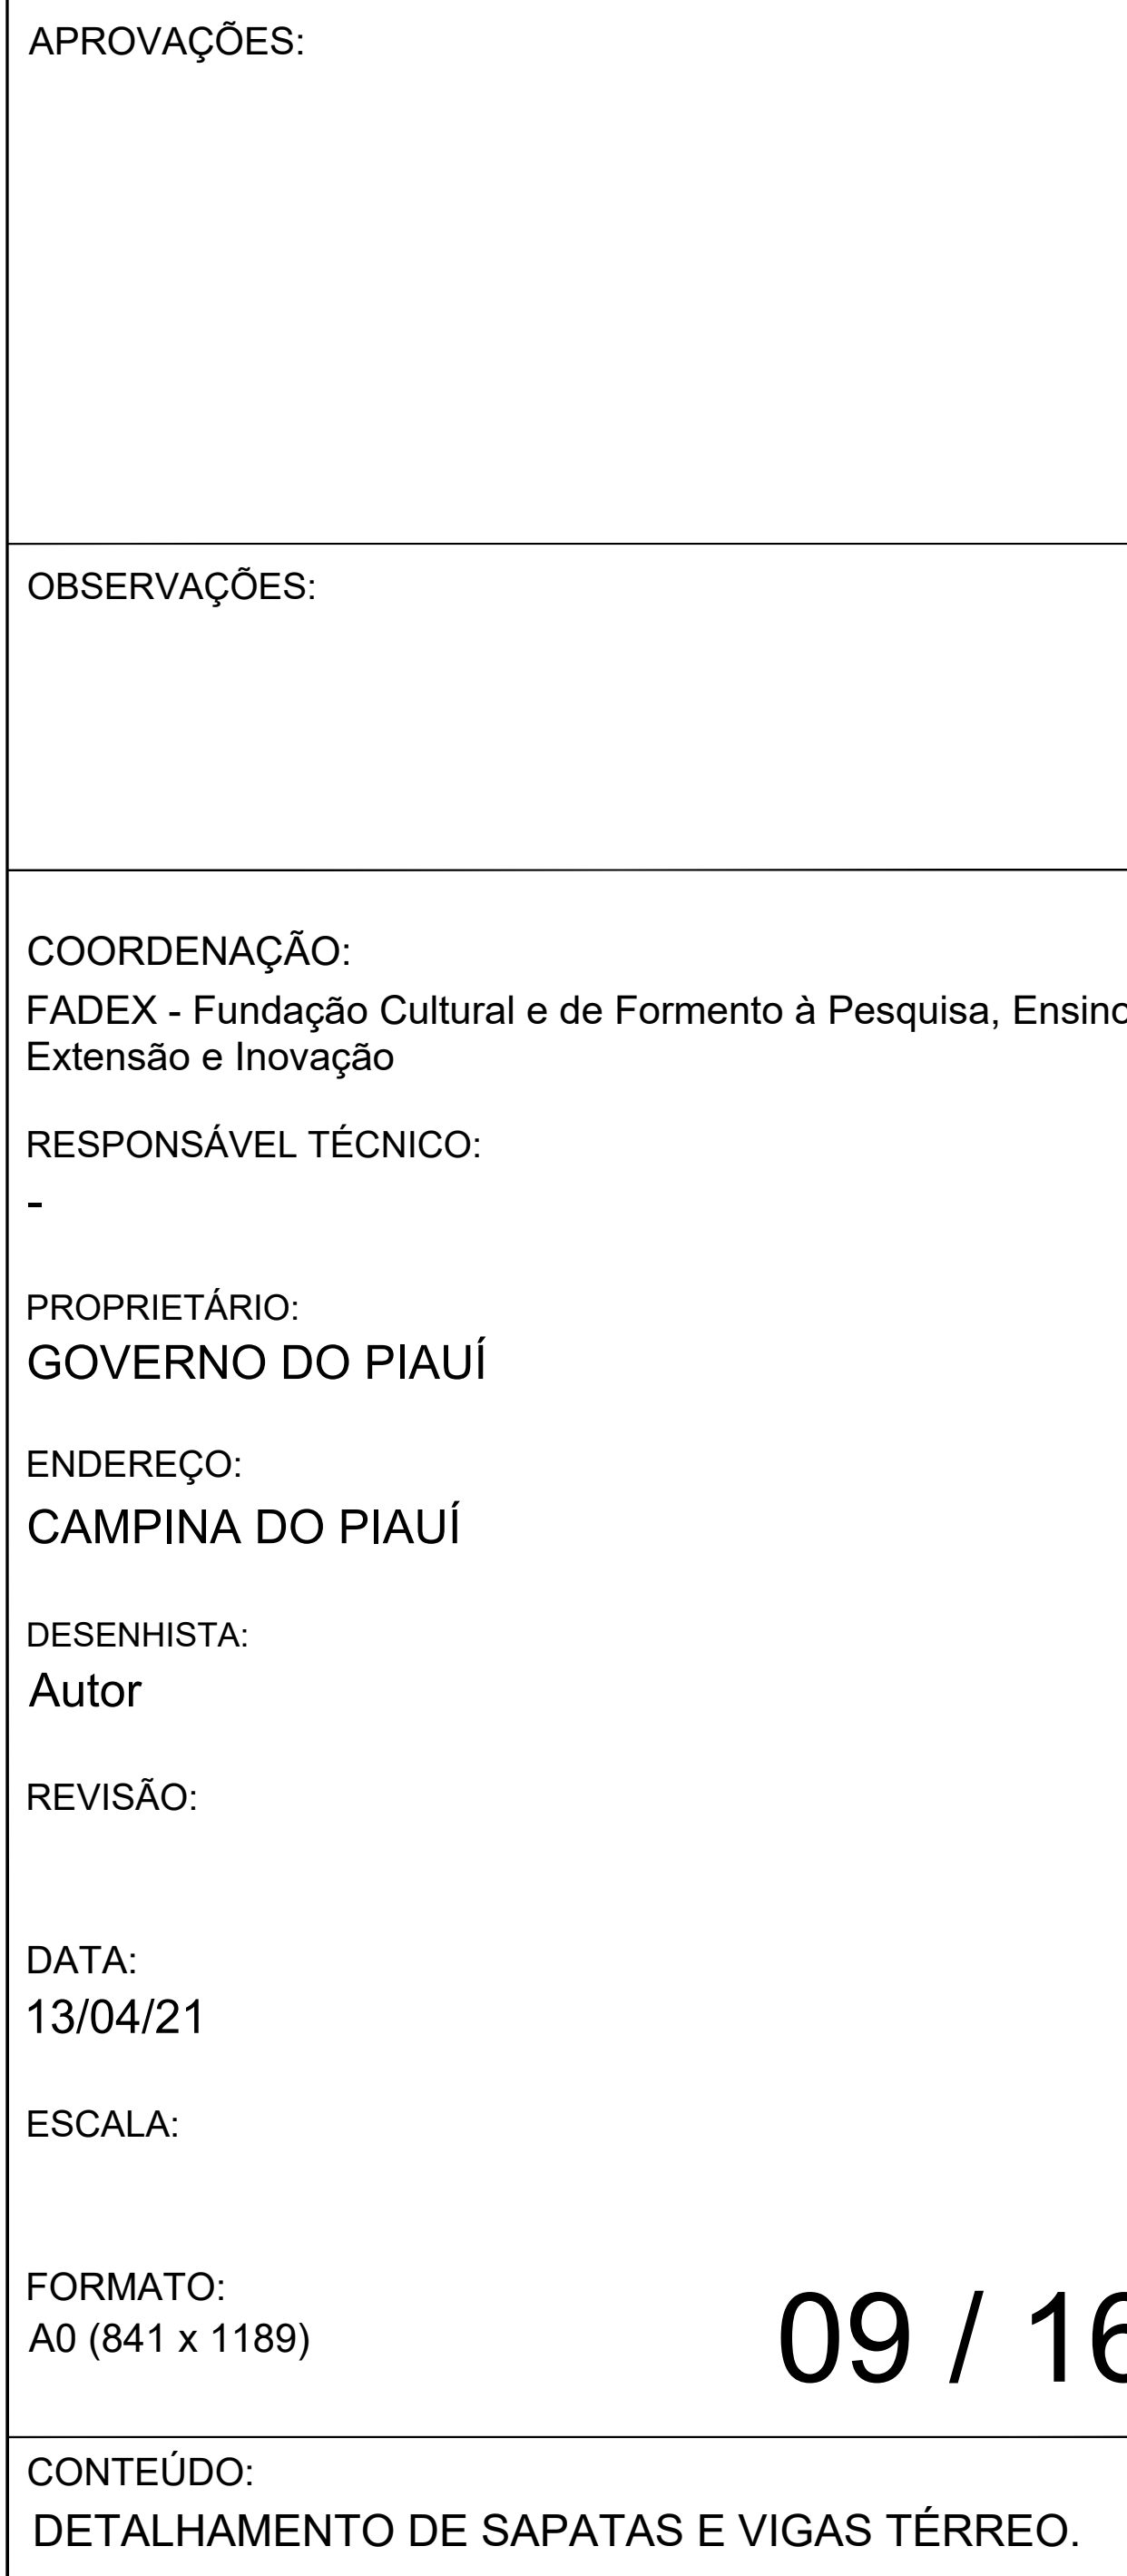 APROVAÇÕES:
OBSERVAÇÕES:
COORDENAÇÃO:
FADEX - Fundação Cultural e de Formento à Pesquisa, Ensino
Extensão e Inovação
RESPONSÁVEL TÉCNICO:
-
PROPRIETÁRIO:
GOVERNO DO PIAUÍ
ENDEREÇO:
CAMPINA DO PIAUÍ
DESENHISTA:
Autor
REVISÃO:
DATA:
13/04/21
ESCALA:
FORMATO:
A0 (841 x 1189)
09 / 16
CONTEÚDO:
DETALHAMENTO DE SAPATAS E VIGAS TÉRREO.